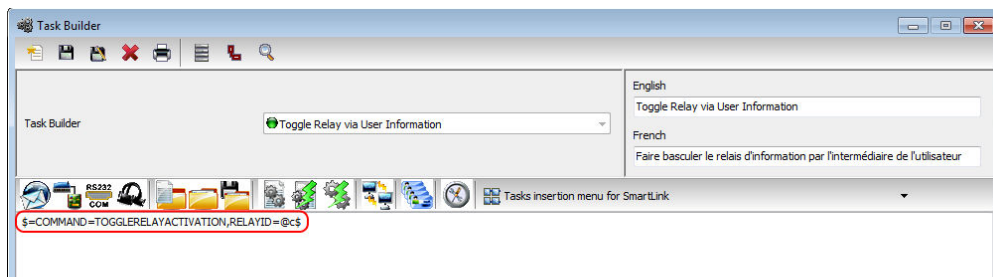 Task Builder
English
Toggle Relay via User Information
Task Builder
Toggle Relay via User Information
French
Faire basculer le relais d'information par l'intermédiaire de l'utilisateur
RS232
COM
Tasks insertion menu for SmartLink
$=COMMAND=TOGGLERELAYACTIVATION,RELAYID=@c$